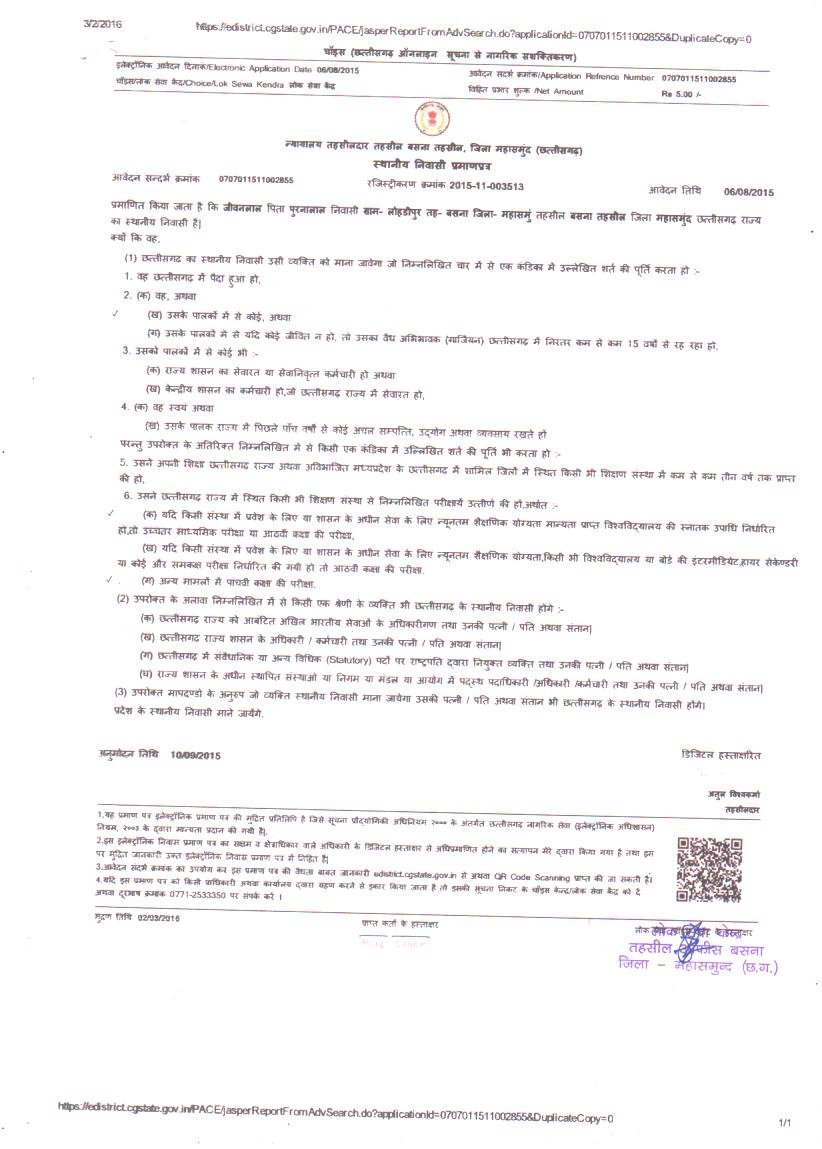 3/2/2016
https://edistrict.cgstate.gov.in/PACE/jasperReportFromAdvSearch.do?applicationId=0707011511002855&DuplicateCopy=0
चॉइस (छत्तीसगढ़ ऑनलाइन सूचना से नागरिक सशक्तिकरण)
इलेक्ट्रॉनिक आवेदन दिनाक/Electronic Application Date 06/08/2015
आवेदन सदर्भ क्रमांक/Application Refrence Number 0707011511002855
चॉइस/लोक सेवा केंद्र/Choice/Lok Sewa Kendra लोक सेवा केंद्र
विहित प्रभार शुल्क /Net Amount Rs 5.00 /-
न्यायालय तहसीलदार तहसील बसना तहसील, जिला महासमुंद (छत्तीसगढ़)
स्थानीय निवासी प्रमाणपत्र
आवेदन सन्दर्भ क्रमांक 0707011511002855
रजिस्ट्रीकरण क्रमांक 2015-11-003513
आवेदन तिथि 06/08/2015
प्रमाणित किया जाता है कि जीवनलाल पिता पुरनालाल निवासी ग्राम- लोहडीपुर तह- बसना जिला- महासमुं तहसील बसना तहसील जिला महासमुंद छत्तीसगढ़ राज्य
का स्थानीय निवासी है|
क्यों कि वह,
(1) छत्तीसगढ़ का स्थानीय निवासी उसी व्यक्ति को माना जावेगा जो निम्नलिखित चार में से एक कंडिका में उल्लेखित शर्त की पूर्ति करता हो :-
1. वह छत्तीसगढ़ में पैदा हुआ हो,
2. (क) वह, अथवा
✓ (ख) उसके पालकों में से कोई, अथवा
(ग) उसके पालकों में से यदि कोई जीवित न हो, तो उसका वैध अभिभावक (गार्जियन) छत्तीसगढ़ में निरतर कम से कम 15 वर्षो से रह रहा हो.
3. उसको पालकों में से कोई भी :-
(क) राज्य शासन का सेवारत या सेवानिवृत्त कर्मचारी हो अथवा
(ख) केन्द्रीय शासन का कर्मचारी हो,जो छत्तीसगढ़ राज्य में सेवारत हो,
4. (क) वह स्वयं अथवा
(ख) उसके पालक राज्य में पिछले पाँच वर्षों से कोई अचल सम्पत्ति, उद्योग अथवा व्यवसाय रखते हों
परन्तु उपरोक्त के अतिरिक्त निम्नलिखित में से किसी एक कंडिका में उल्लिखित शर्त की पूर्ति भी करता हो :-
5. उसने अपनी शिक्षा छत्तीसगढ़ राज्य अथवा अविभाजित मध्यप्रदेश के छत्तीसगढ़ में शामिल जिलों में स्थित किसी भी शिक्षण संस्था में कम से कम तीन वर्ष तक प्राप्त
की हो,
6. उसने छत्तीसगढ़ राज्य में स्थित किसी भी शिक्षण संस्था से निम्नलिखित परीक्षायें उत्तीर्ण की हों,अर्थात :-
✓ (क) यदि किसी संस्था में प्रवेश के लिए या शासन के अधीन सेवा के लिए न्यूनतम शैक्षणिक योग्यता मान्यता प्राप्त विश्वविद्यालय की स्नातक उपाधि निर्धारित
हो,तो उच्चतर माध्यमिक परीक्षा या आठवीं कक्षा की परीक्षा.
(ख) यदि किसी संस्था में प्रवेश के लिए या शासन के अधीन सेवा के लिए न्यूनतम शैक्षणिक योग्यता,किसी भी विश्वविद्यालय या बोर्ड की इंटरमीडियेट,हायर सेकेण्डरी
या कोई और समकक्ष परीक्षा निर्धारित की गयी हो तो आठवी कक्षा की परीक्षा.
✓ . (ग) अन्य मामलों में पांचवी कक्षा की परीक्षा.
(2) उपरोक्त के अलावा निम्नलिखित में से किसी एक श्रेणी के व्यक्ति भी छत्तीसगढ़ के स्थानीय निवासी होंगे :-
(क) छत्तीसगढ़ राज्य को आबंटित अखिल भारतीय सेवाओं के अधिकारीगण तथा उनकी पत्नी / पति अथवा संतान|
(ख) छत्तीसगढ़ राज्य शासन के अधिकारी / कर्मचारी तथा उनकी पत्नी / पति अथवा संतान|
(ग) छत्तीसगढ़ में संवैधानिक या अन्य विधिक (Statutory) पदों पर राष्ट्रपति द्वारा नियुक्त व्यक्ति तथा उनकी पत्नी / पति अथवा संतान|
(घ) राज्य शासन के अधीन स्थापित संस्थाओं या निगम या मंडल या आयोग में पद्स्थ पदाधिकारी /अधिकारी /कर्मचारी तथा उनकी पत्नी / पति अथवा संतान|
(3) उपरोक्त मापदण्डो के अनुरुप जो व्यक्ति स्थानीय निवासी माना जायेगा उसकी पत्नी / पति अथवा संतान भी छत्तीसगढ़ के स्थानीय निवासी होंगे।
प्रदेश के स्थानीय निवासी माने जायेंगे.
अनुमोदन तिथि 10/09/2015
डिजिटल हस्ताक्षरित
अतुल विश्वकर्मा
तहसीलदार
1.यह प्रमाण पत्र इलेक्ट्रॉनिक प्रमाण पत्र की मुद्रित प्रतिलिपि है जिसे सूचना प्रौद्योगिकी अधिनियम २००० के अंतर्गत छत्तीसगढ़ नागरिक सेवा (इलेक्ट्रॉनिक अधिशासन)
नियम, २००३ के द्वारा मान्यता प्रदान की गयी है|,
2.इस इलेक्ट्रॉनिक निवास प्रमाण पत्र का सक्षम व क्षेत्राधिकार वाले अधिकारी के डिजिटल हस्ताक्षर से अधिप्रमाणित होने का सत्यापन मेरे द्वारा किया गया है तथा इस
पर मुद्रित जानकारी उक्त इलेक्ट्रॉनिक निवास प्रमाण पत्र में निहित है|
3.आवेदन संदर्भ क्रमांक का उपयोग कर इस प्रमाण पत्र की वैधता बाबत जानकारी edistrict.cgstate.gov.in से अथवा QR Code Scanning प्राप्त की जा सकती है।
4.यदि इस प्रमाण पत्र को किसी प्राधिकारी अथवा कार्यालय द्वारा ग्रहण करने से इंकार किया जाता है तो इसकी सूचना निकट के चॉइस केन्द्र/लोक सेवा केंद्र को दे
अथवा दूरभाष क्रमांक 0771-2533350 पर संपर्क करे ।
मुद्रण तिथि 02/03/2016
प्राप्त कर्ता के हस्ताक्षर
लोक हस्ताक्षर
Print Cancel
लोक सेवा केन्द्र
तहसील ऑफीस बसना
जिला – महासमुन्द (छ.ग.)
https://edistrict.cgstate.gov.in/PACE/jasperReportFromAdvSearch.do?applicationId=0707011511002855&DuplicateCopy=0
1/1